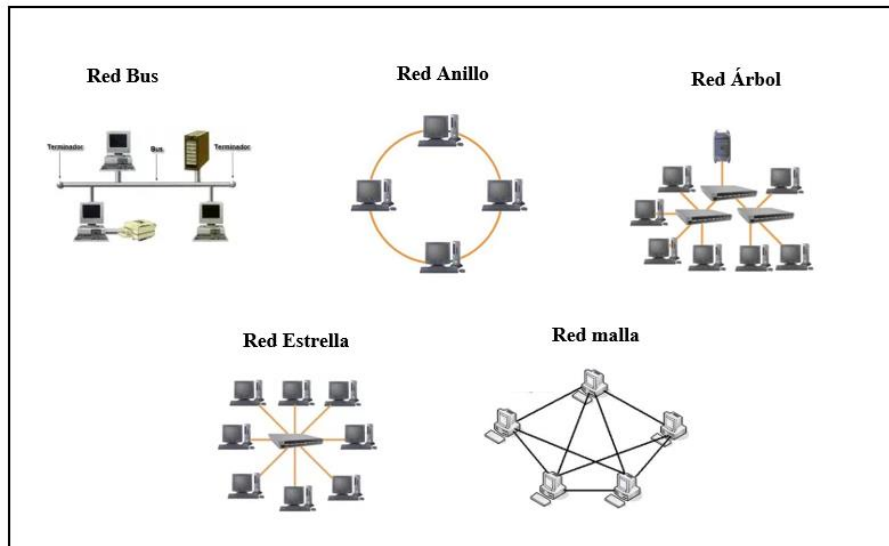 Red Bus
Red Anillo
Red Árbol
Terminador
Bus
Terminador
Red Estrella
Red malla